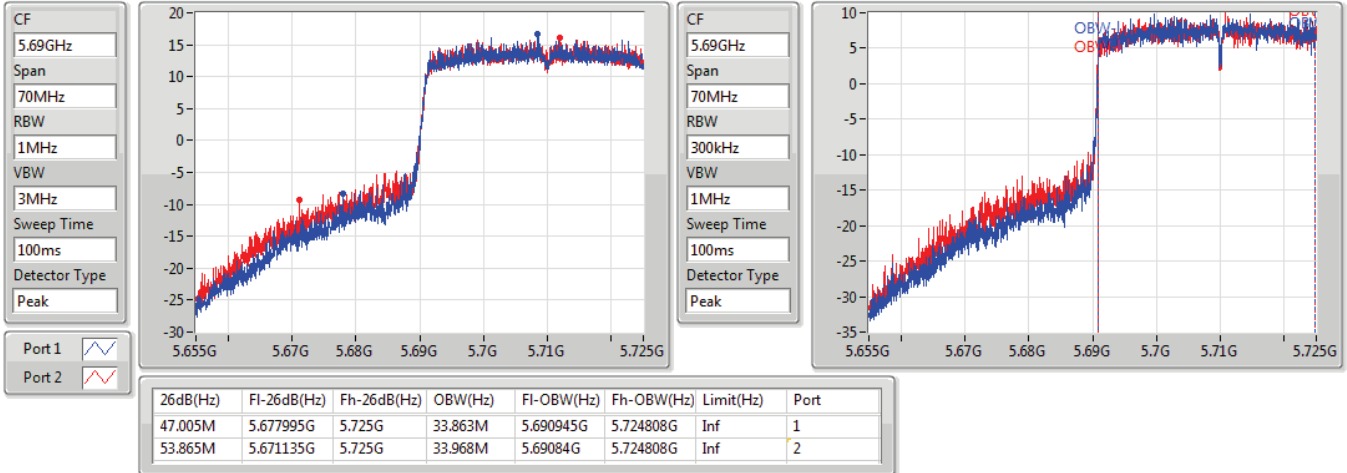 CF
5.69GHz
Span
70MHz
RBW
1MHz
VBW
3MHz
Sweep Time
100ms
Detector Type
Peak
Port 1
Port 2
20
15
10
5
0
-5
-10
-15
-20
-25
-30
5.655G 5.67G 5.68G 5.69G 5.7G 5.71G 5.725G
CF
5.69GHz
Span
70MHz
RBW
300kHz
VBW
1MHz
Sweep Time
100ms
Detector Type
Peak
10
5
0
-5
-10
-15
-20
-25
-30
-35
OBW
OBW
OBW
OBW
5.655G 5.67G 5.68G 5.69G 5.7G 5.71G 5.725G
26dB(Hz) Fl-26dB(Hz) Fh-26dB(Hz) OBW(Hz) Fl-OBW(Hz) Fh-OBW(Hz) Limit(Hz) Port
47.005M 5.677995G 5.725G 33.863M 5.690945G 5.724808G Inf 1
53.865M 5.671135G 5.725G 33.968M 5.69084G 5.724808G Inf 2